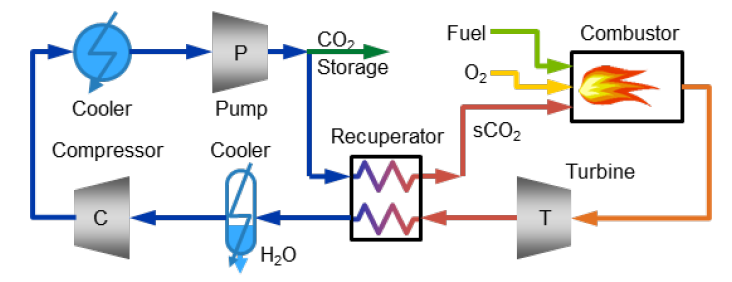 Fuel
Combustor
CO₂
Storage
P
O₂
Cooler
Pump
sCO₂
Compressor
Cooler
Recuperator
Turbine
C
T
H₂O